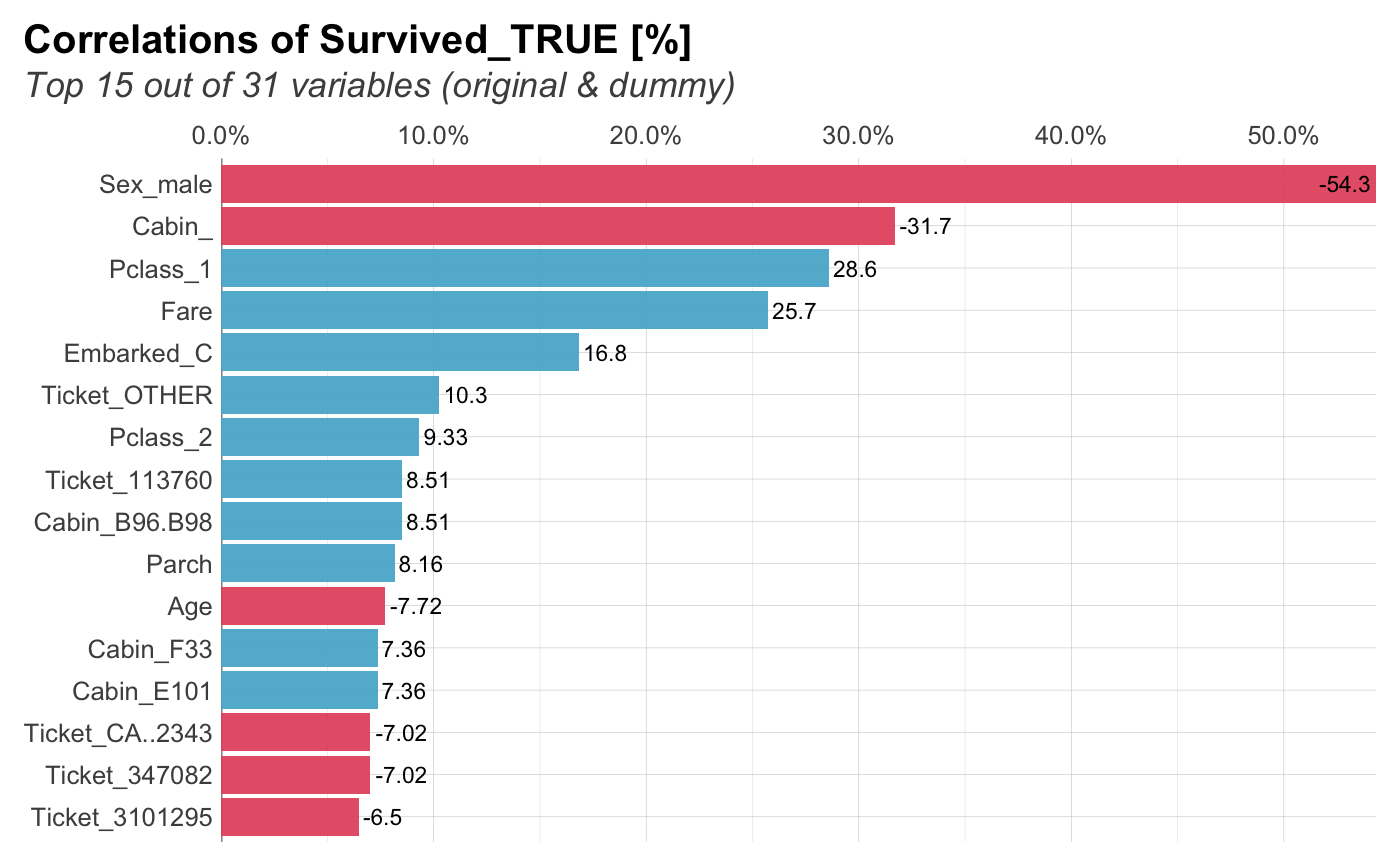 Correlations of Survived_TRUE [%]
Top 15 out of 31 variables (original & dummy)
0.0% 10.0% 20.0% 30.0% 40.0% 50.0%
Sex_male -54.3
Cabin_ -31.7
Pclass_1 28.6
Fare 25.7
Embarked_C 16.8
Ticket_OTHER 10.3
Pclass_2 9.33
Ticket_113760 8.51
Cabin_B96.B98 8.51
Parch 8.16
Age -7.72
Cabin_F33 7.36
Cabin_E101 7.36
Ticket_CA..2343 -7.02
Ticket_347082 -7.02
Ticket_3101295 -6.5